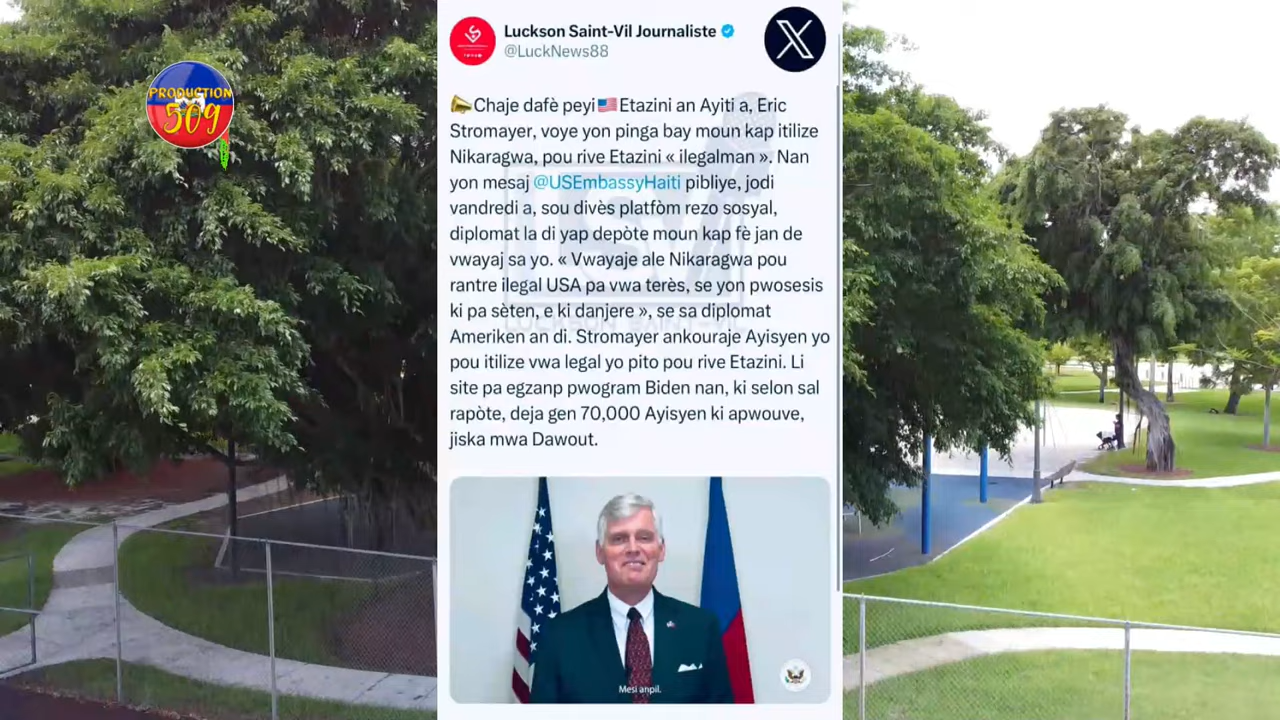 PRODUCTION
509
Luckson Saint-Vil Journaliste
@LuckNews88
X
Chaje dafè peyi Etazini an Ayiti a, Eric
Stromayer, voye yon pinga bay moun kap itilize
Nikaragwa, pou rive Etazini « ilegalman ». Nan
yon mesaj @USEmbassyHaiti pibliye, jodi
vandredi a, sou divès platfòm rezo sosyal,
diplomat la di yap depòte moun kap fè jan de
vwayaj sa yo. « Vwayaje ale Nikaragwa pou
rantre ilegal USA pa vwa terès, se yon pwosesis
ki pa sèten, e ki danjere », se sa diplomat
Ameriken an di. Stromayer ankouraje Ayisyen yo
pou itilize vwa legal yo pito pou rive Etazini. Li
site pa egzanp pwogram Biden nan, ki selon sal
rapòte, deja gen 70,000 Ayisyen ki apwouve,
jiska mwa Dawout.
LUCKSON SAINT-VIL
Mesi anpil.